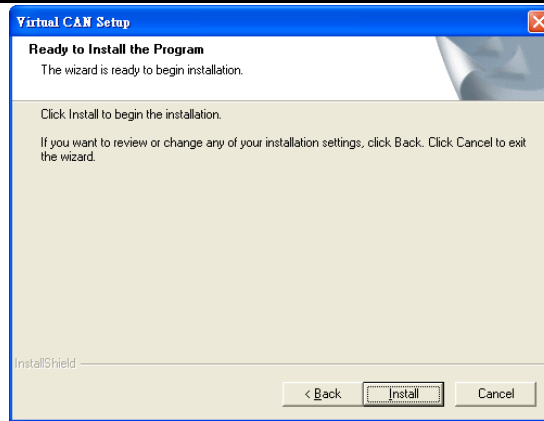 Virtual CAN Setup
Ready to Install the Program
The wizard is ready to begin installation.
Click Install to begin the installation.
If you want to review or change any of your installation settings, click Back. Click Cancel to exit
the wizard.
InstallShield
< Back Install Cancel